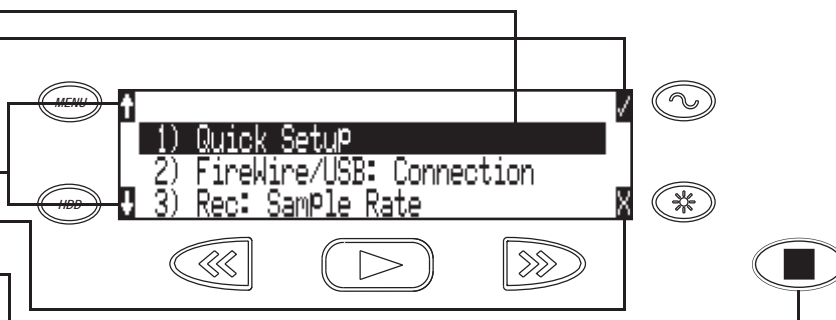 MENU
1) Quick Setup
2) FireWire/USB: Connection
HDD
3) Rec: Sample Rate